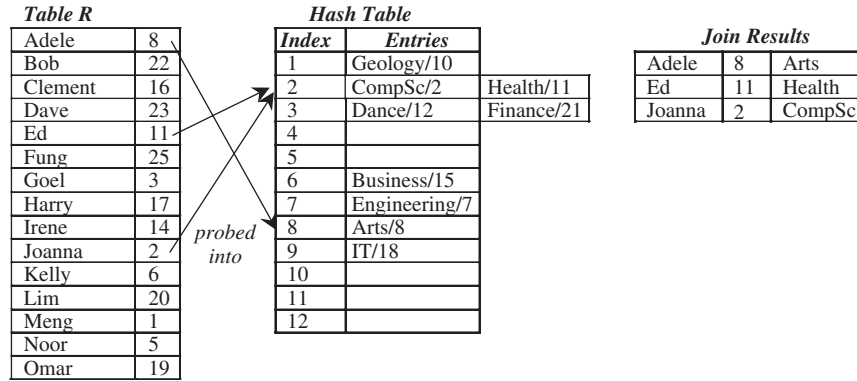 Table R
Adele 8
Bob 22
Clement 16
Dave 23
Ed 11
Fung 25
Goel 3
Harry 17
Irene 14
Joanna 2
Kelly 6
Lim 20
Meng 1
Noor 5
Omar 19
probed
into
Hash Table
Index Entries
1 Geology/10
2 CompSc/2 Health/11
3 Dance/12 Finance/21
4
5
6 Business/15
7 Engineering/7
8 Arts/8
9 IT/18
10
11
12
Join Results
Adele 8 Arts
Ed 11 Health
Joanna 2 CompSc